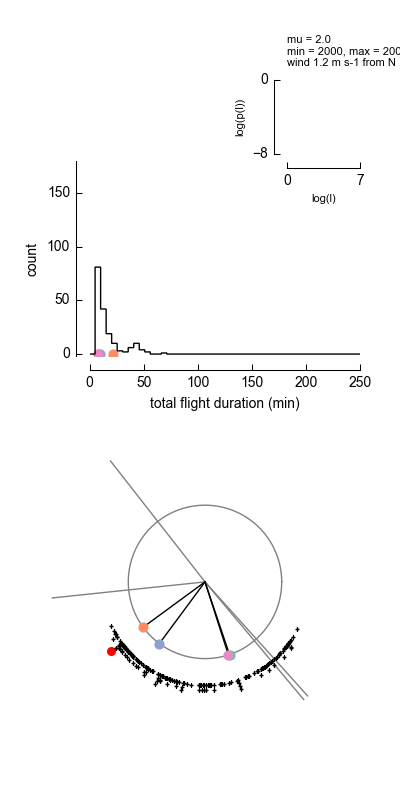 mu = 2.0
min = 2000, max = 200
wind 1.2 m s-1 from N
0
log(p(l))
−8
0
7
log(l)
150
100
50
0
count
0
50
100
150
200
250
total flight duration (min)